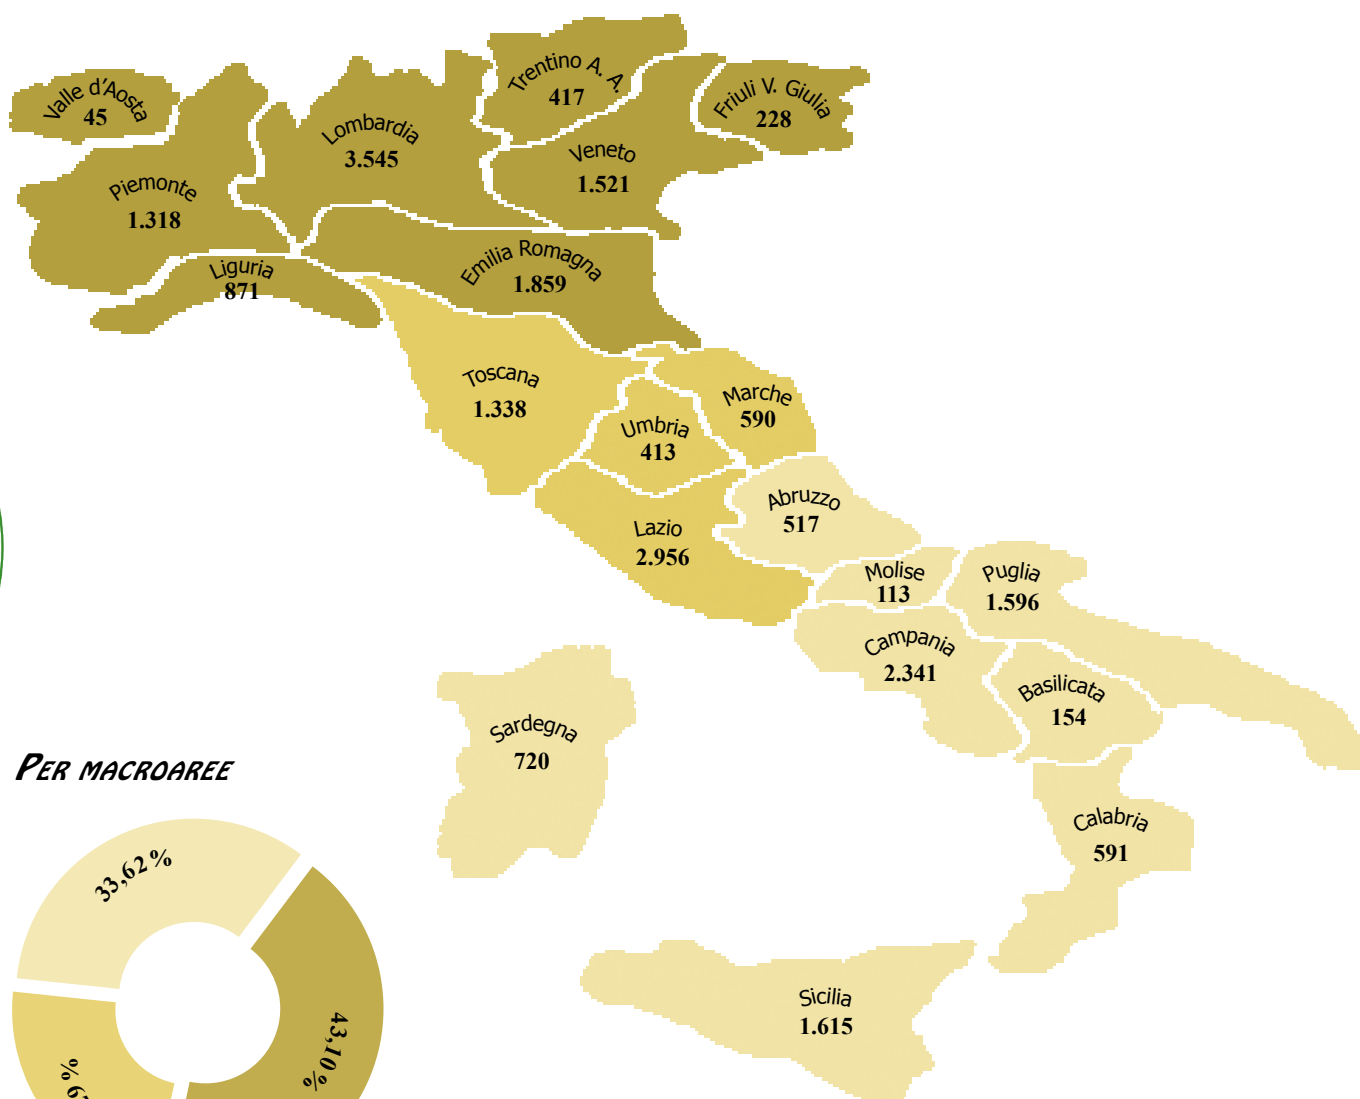 Trentino A. A.
417
Valle d'Aosta
45
Friuli V. Giulia
228
Lombardia
3.545
Veneto
1.521
Piemonte
1.318
Liguria
871
Emilia Romagna
1.859
Toscana
1.338
Marche
590
Umbria
413
Abruzzo
517
Lazio
2.956
Molise
113
Puglia
1.596
Campania
2.341
Basilicata
154
Sardegna
720
Calabria
591
Sicilia
1.615
PER MACROAREE
33,62 %
43,10 %
%